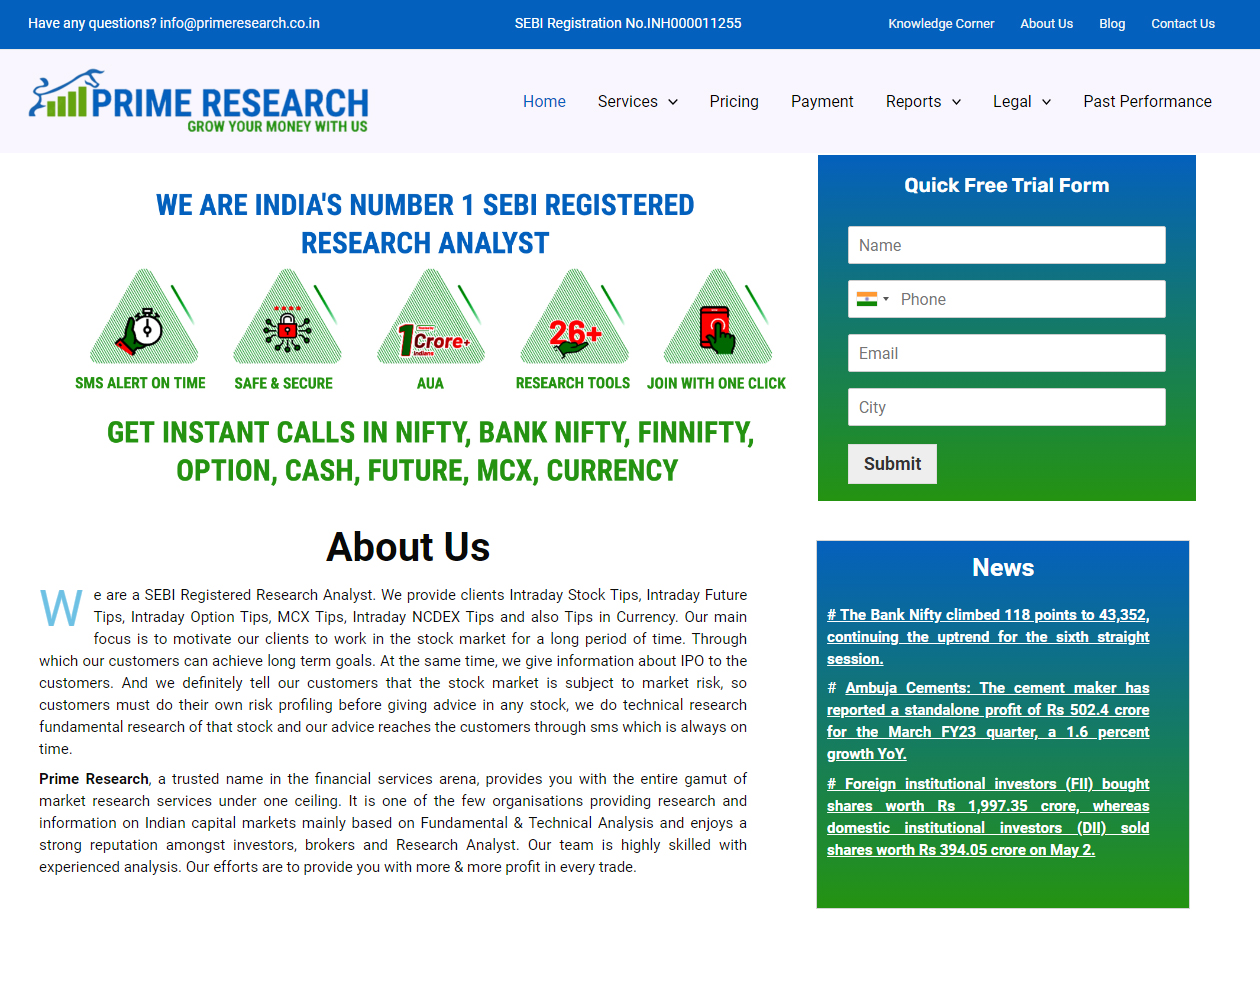 Have any questions? info@primeresearch.co.in
SEBI Registration No.INH000011255
Knowledge Corner
About Us
Blog
Contact Us
PRIME RESEARCH
GROW YOUR MONEY WITH US
Home
Services
Pricing
Payment
Reports
Legal
Past Performance
WE ARE INDIA'S NUMBER 1 SEBI REGISTERED
RESEARCH ANALYST
1 Crore+
Indians
26+
SMS ALERT ON TIME
SAFE & SECURE
AUA
RESEARCH TOOLS
JOIN WITH ONE CLICK
GET INSTANT CALLS IN NIFTY, BANK NIFTY, FINNIFTY,
OPTION, CASH, FUTURE, MCX, CURRENCY
Quick Free Trial Form
Name
Phone
Email
City
Submit
About Us
We are a SEBI Registered Research Analyst. We provide clients Intraday Stock Tips, Intraday Future
Tips, Intraday Option Tips, MCX Tips, Intraday NCDEX Tips and also Tips in Currency. Our main
focus is to motivate our clients to work in the stock market for a long period of time. Through
which our customers can achieve long term goals. At the same time, we give information about IPO to the
customers. And we definitely tell our customers that the stock market is subject to market risk, so
customers must do their own risk profiling before giving advice in any stock, we do technical research
fundamental research of that stock and our advice reaches the customers through sms which is always on
time.
Prime Research, a trusted name in the financial services arena, provides you with the entire gamut of
market research services under one ceiling. It is one of the few organisations providing research and
information on Indian capital markets mainly based on Fundamental & Technical Analysis and enjoys a
strong reputation amongst investors, brokers and Research Analyst. Our team is highly skilled with
experienced analysis. Our efforts are to provide you with more & more profit in every trade.
News
# The Bank Nifty climbed 118 points to 43,352,
continuing the uptrend for the sixth straight
session.
# Ambuja Cements: The cement maker has
reported a standalone profit of Rs 502.4 crore
for the March FY23 quarter, a 1.6 percent
growth YoY.
# Foreign institutional investors (FII) bought
shares worth Rs 1,997.35 crore, whereas
domestic institutional investors (DII) sold
shares worth Rs 394.05 crore on May 2.